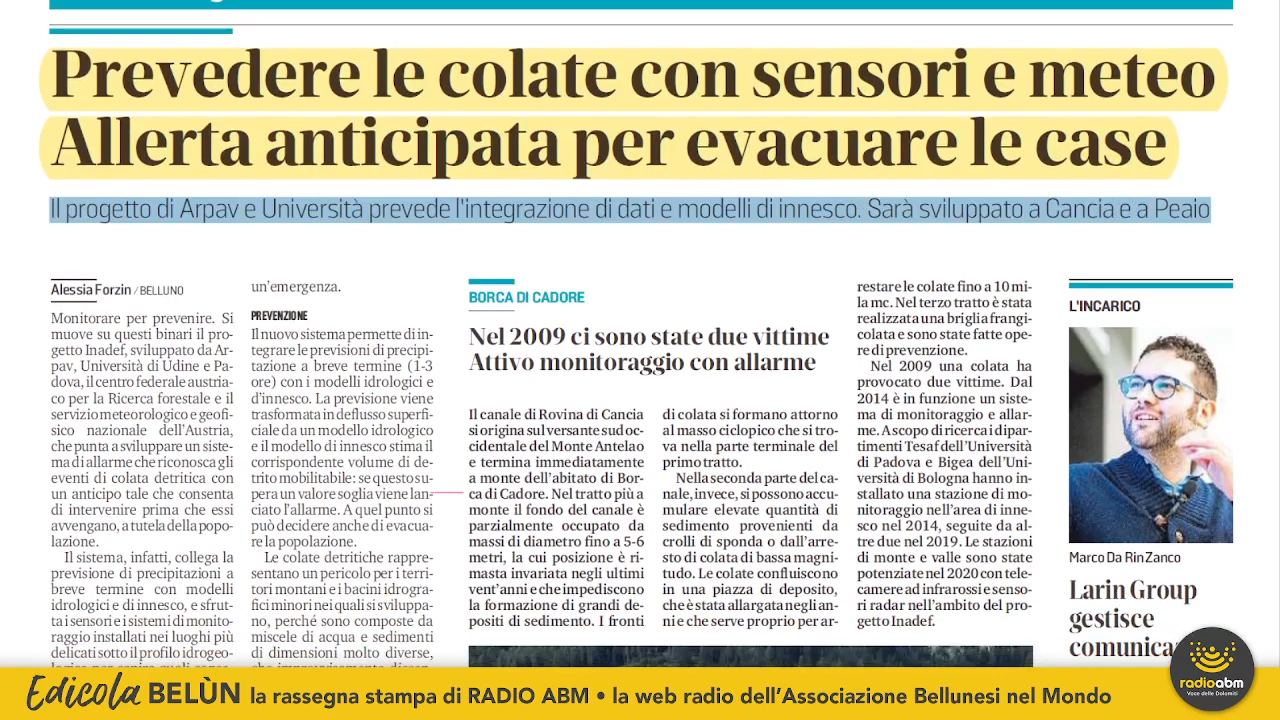 Prevedere le colate con sensori e meteo
Allerta anticipata per evacuare le case
Il progetto di Arpav e Università prevede l'integrazione di dati e modelli di innesco. Sarà sviluppato a Cancia e a Peaio
Alessia Forzin / BELLUNO
Monitorare per prevenire. Si
muove su questi binari il pro-
getto Inadef, sviluppato da Ar-
pav, Università di Udine e Pa-
dova, il centro federale austria-
co per la Ricerca forestale e il
servizio meteorologico e geofi-
sico nazionale dell'Austria,
che punta a sviluppare un siste-
ma di allarme che riconosca gli
eventi di colata detritica con
un anticipo tale che consenta
di intervenire prima che essi
avvengano, a tutela della popo-
lazione.
Il sistema, infatti, collega la
previsione di precipitazioni a
breve termine con modelli
idrologici e di innesco, e sfrut-
ta i sensori e i sistemi di monito-
raggio installati nei luoghi più
delicati sotto il profilo idrogeo-
un'emergenza.
PREVENZIONE
Il nuovo sistema permette di in-
tegrare le previsioni di precipi-
tazione a breve termine (1-3
ore) con i modelli idrologici e
d'innesco. La previsione viene
trasformata in deflusso superfi-
ciale da un modello idrologico
e il modello di innesco stima il
corrispondente volume di de-
trito mobilitabile: se questo su-
pera un valore soglia viene lan-
ciato l'allarme. A quel punto si
può decidere anche di evacua-
re la popolazione.
Le colate detritiche rappre-
sentano un pericolo per i terri-
tori montani e i bacini idrogra-
fici minori nei quali si sviluppa-
no, perché sono composte da
miscele di acqua e sedimenti
di dimensioni molto diverse,
BORCA DI CADORE
Nel 2009 ci sono state due vittime
Attivo monitoraggio con allarme
Il canale di Rovina di Cancia
si origina sul versante sud oc-
cidentale del Monte Antelao
e termina immediatamente
a monte dell'abitato di Bor-
ca di Cadore. Nel tratto più a
monte il fondo del canale è
parzialmente occupato da
massi di diametro fino a 5-6
metri, la cui posizione è ri-
masta invariata negli ultimi
vent'anni e che impediscono
la formazione di grandi de-
positi di sedimento. I fronti
di colata si formano attorno
al masso ciclopico che si tro-
va nella parte terminale del
primo tratto.
Nella seconda parte del ca-
nale, invece, si possono accu-
mulare elevate quantità di
sedimento provenienti da
crolli di sponda o dall'arre-
sto di colata di bassa magni-
tudo. Le colate confluiscono
in una piazza di deposito,
che è stata allargata negli an-
ni e che serve proprio per ar-
restare le colate fino a 10 mi-
la mc. Nel terzo tratto è stata
realizzata una briglia frangi-
colata e sono state fatte ope-
re di prevenzione.
Nel 2009 una colata ha
provocato due vittime. Dal
2014 è in funzione un siste-
ma di monitoraggio e allar-
me. A scopo di ricerca i dipar-
timenti Tesaf dell'Università
di Padova e Bigea dell'Uni-
versità di Bologna hanno in-
stallato una stazione di mo-
nitoraggio nell'area di inne-
sco nel 2014, seguite da al-
tre due nel 2019. Le stazioni
di monte e valle sono state
potenziate nel 2020 con tele-
camere ad infrarossi e senso-
ri radar nell'ambito del pro-
getto Inadef.
L'INCARICO
Marco Da Rin Zanco
Larin Group
gestisce
Edicola BELÙN la rassegna stampa di RADIO ABM • la web radio dell'Associazione Bellunesi nel Mondo
radioabm
Voce delle Dolomiti